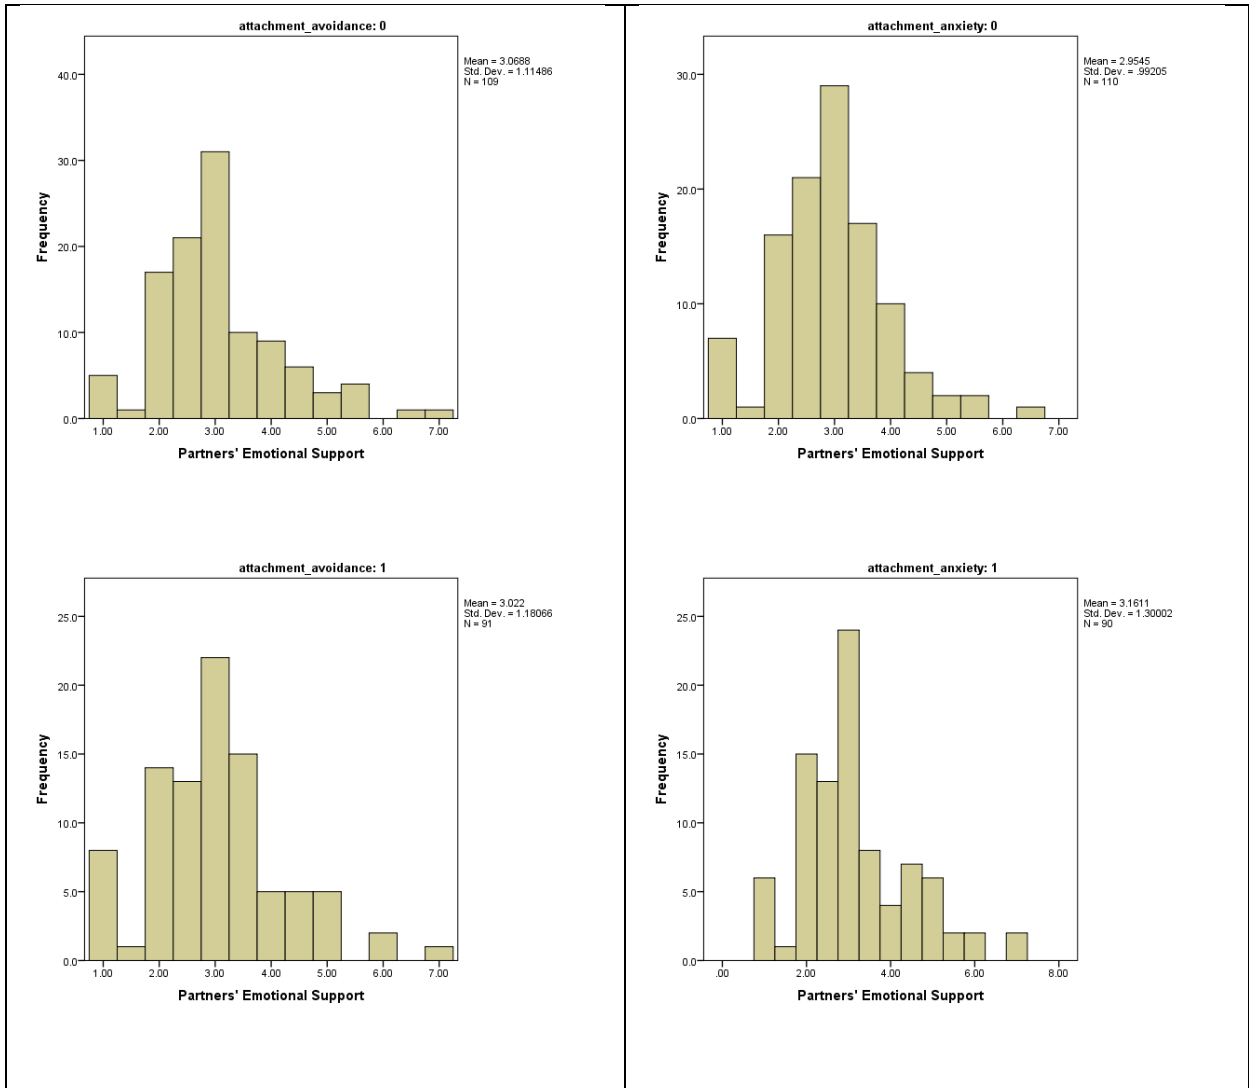 attachment_avoidance: 0
Mean = 3.0688
Std. Dev. = 1.11486
N = 109
40.0
30.0
20.0
10.0
0.0
Frequency
1.00 2.00 3.00 4.00 5.00 6.00 7.00
Partners' Emotional Support
attachment_anxiety: 0
Mean = 2.9545
Std. Dev. = .99205
N = 110
30.0
20.0
10.0
0.0
Frequency
1.00 2.00 3.00 4.00 5.00 6.00 7.00
Partners' Emotional Support
attachment_avoidance: 1
Mean = 3.022
Std. Dev. = 1.18066
N = 91
25.0
20.0
15.0
10.0
5.0
0.0
Frequency
1.00 2.00 3.00 4.00 5.00 6.00 7.00
Partners' Emotional Support
attachment_anxiety: 1
Mean = 3.1611
Std. Dev. = 1.30002
N = 90
25.0
20.0
15.0
10.0
5.0
0.0
Frequency
.00 2.00 4.00 6.00 8.00
Partners' Emotional Support